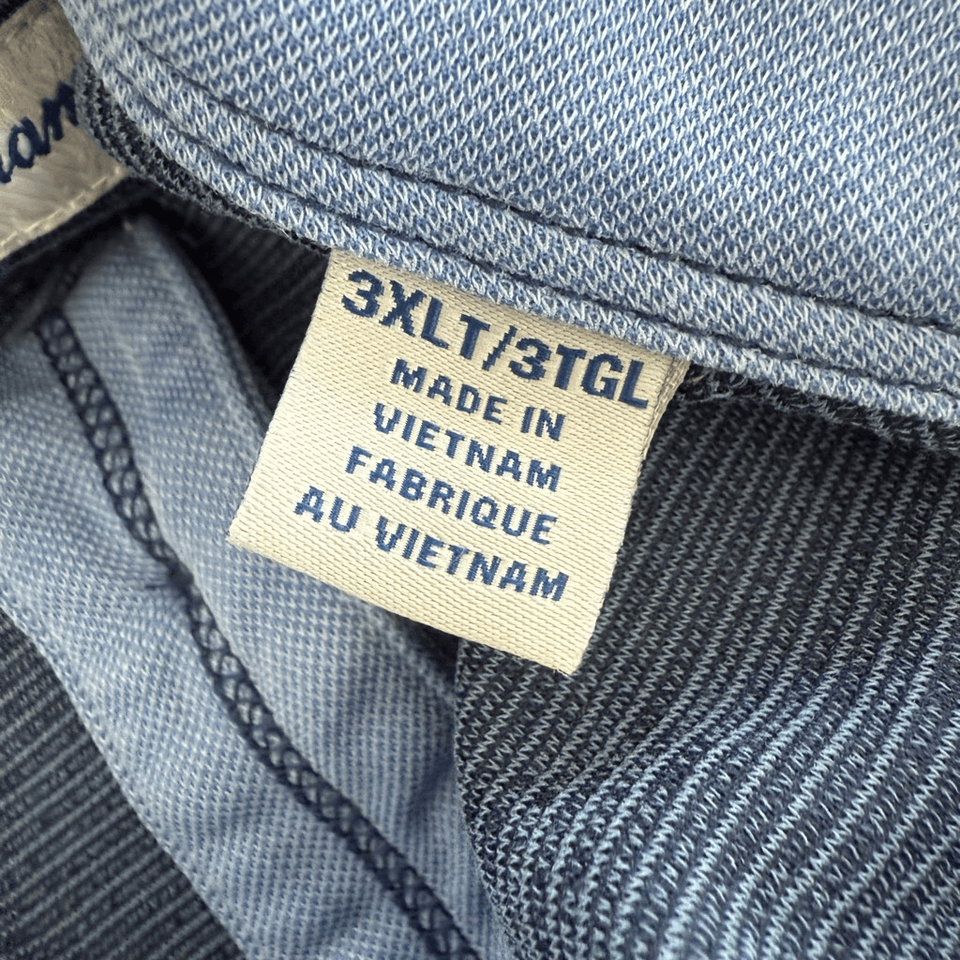 3XLT/3TGL
MADE IN
VIETNAM
FABRIQUE
AU VIETNAM